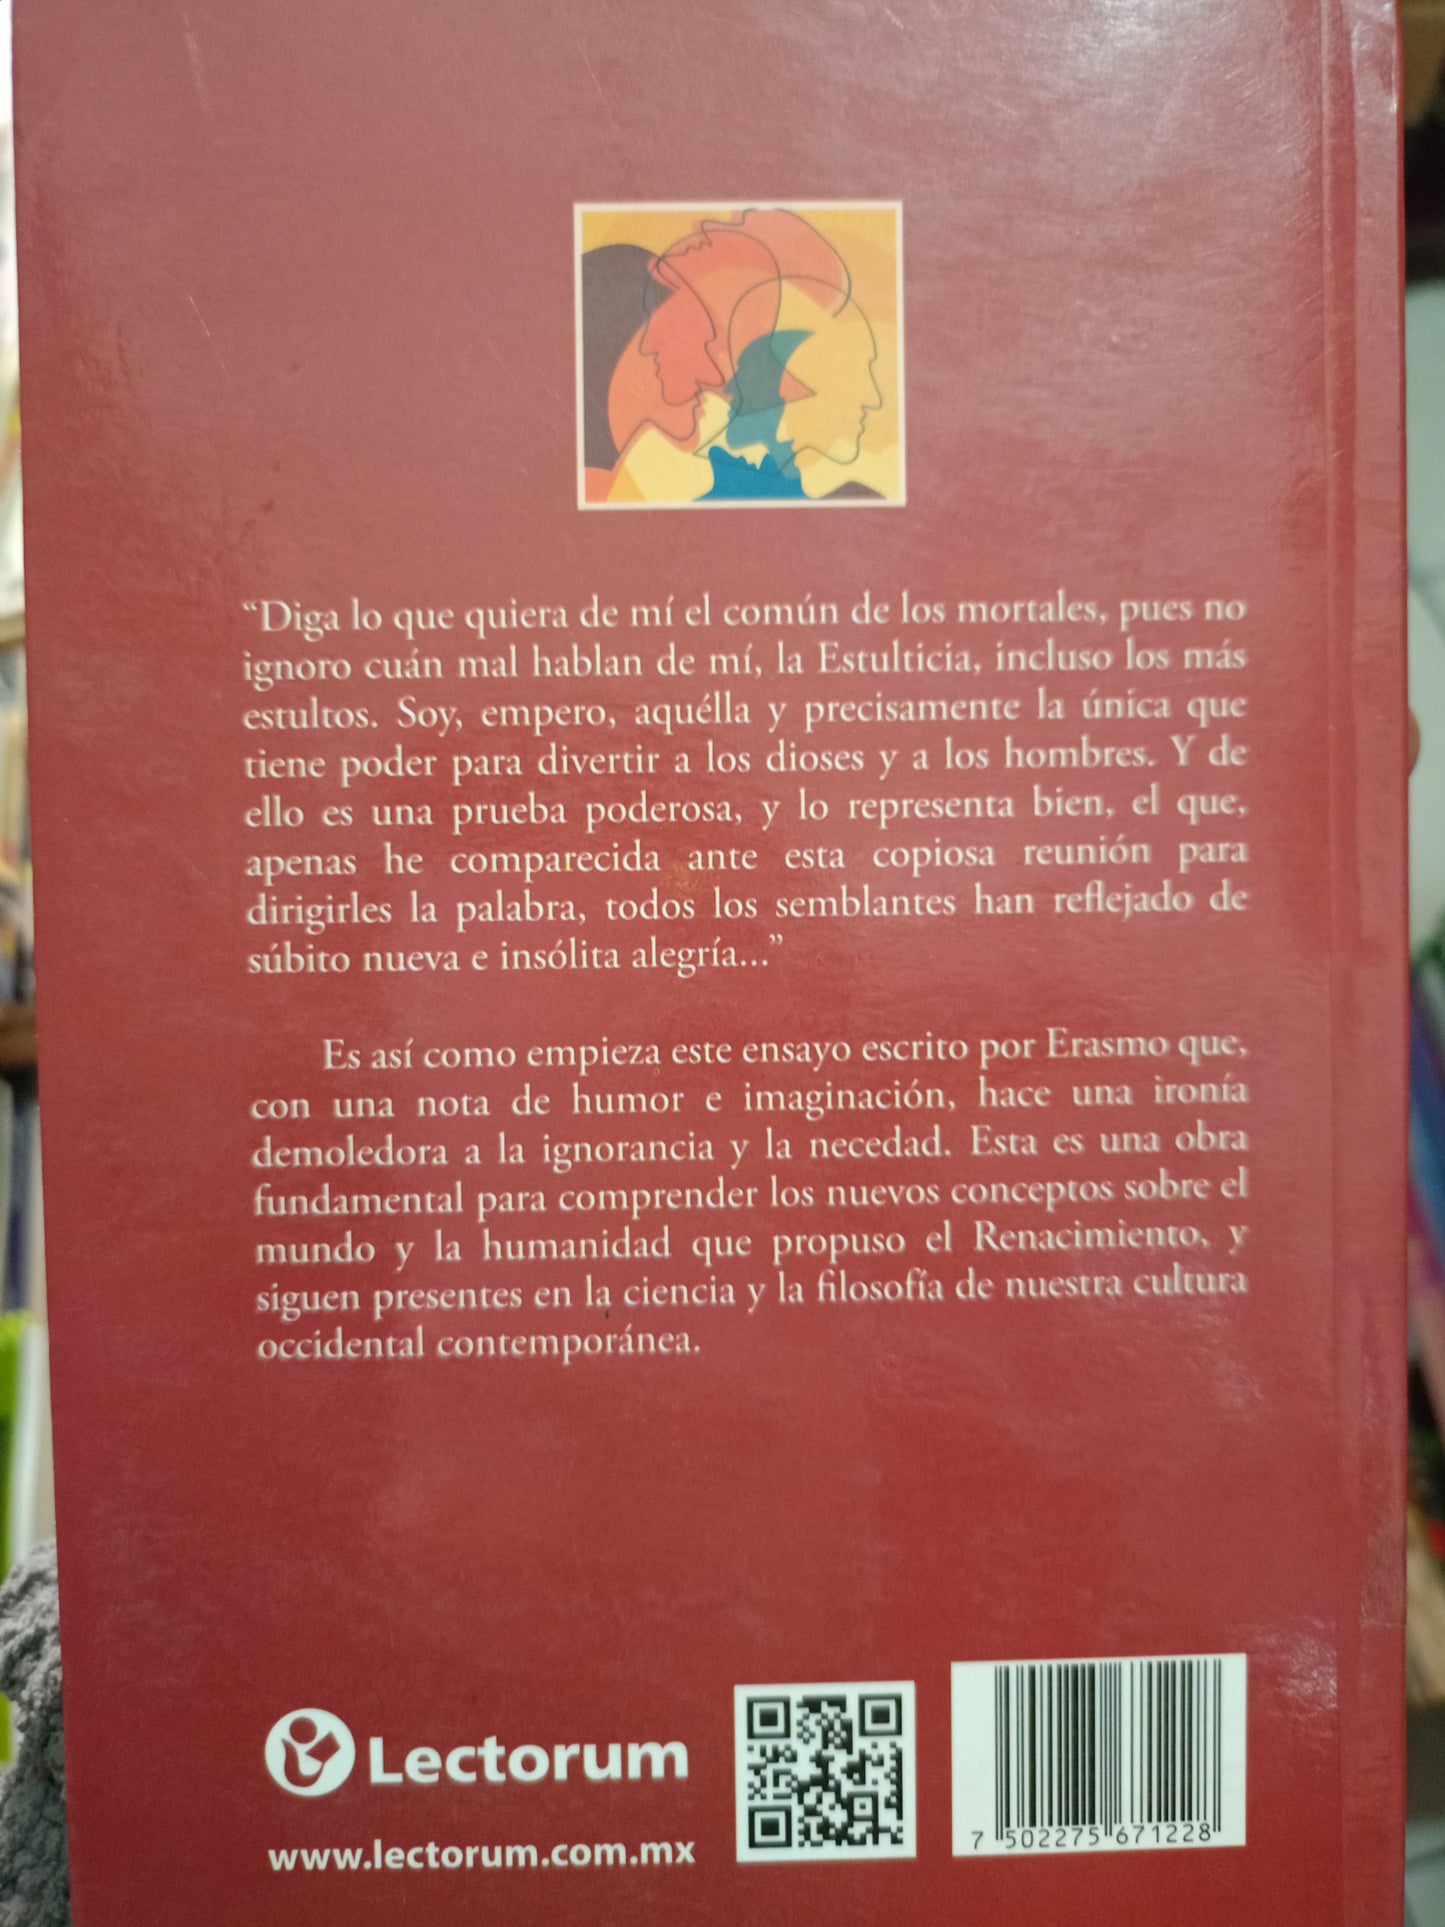 “Diga lo que quiera de mí el común de los mortales, pues no
ignoro cuán mal hablan de mí, la Estulticia, incluso los más
estultos. Soy, empero, aquélla y precisamente la única que
tiene poder para divertir a los dioses y a los hombres. Y de
ello es una prueba poderosa, y lo representa bien, el que,
apenas he comparecida ante esta copiosa reunión para
dirigirles la palabra, todos los semblantes han reflejado de
súbito nueva e insólita alegría...”
Es así como empieza este ensayo escrito por Erasmo que,
con una nota de humor e imaginación, hace una ironía
demoledora a la ignorancia y la necedad. Esta es una obra
fundamental para comprender los nuevos conceptos sobre el
mundo y la humanidad que propuso el Renacimiento, y
siguen presentes en la ciencia y la filosofía de nuestra cultura
occidental contemporánea.
Lectorum
www.lectorum.com.mx
7 502275 671228